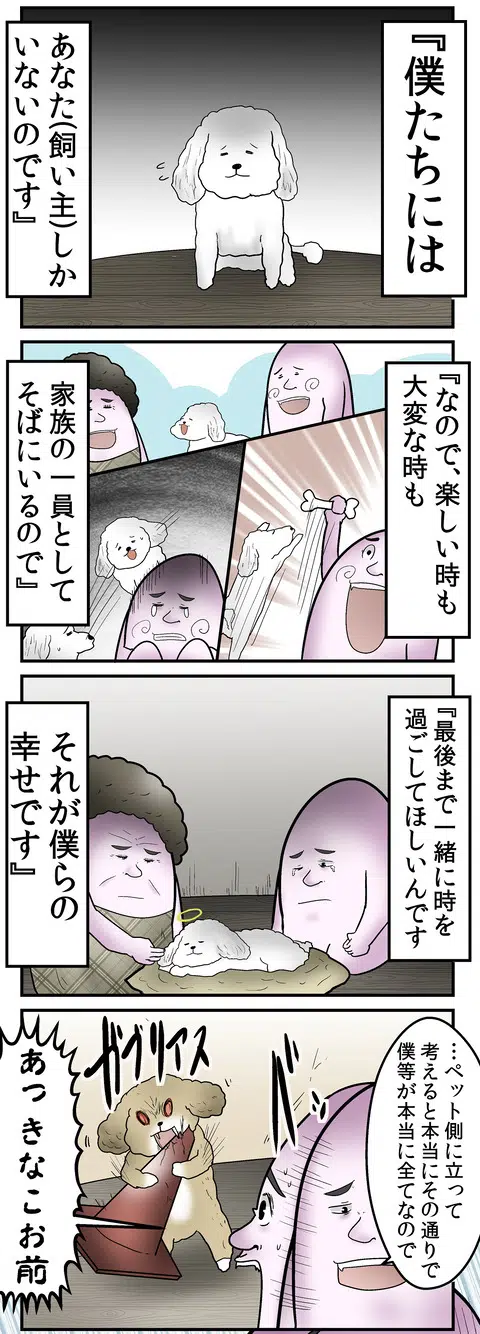 『僕たちには
あなた(飼い主)しか
いないのです』
『なので、楽しい時も
大変な時も
家族の一員として
そばにいるので』
『最後まで一緒に時を
過ごしてほしいんです
それが僕らの
幸せです』
…ペット側に立って
考えると本当にその通りで
僕等が本当に全てなので
ガブリイス
ドッ
あっきなこお前